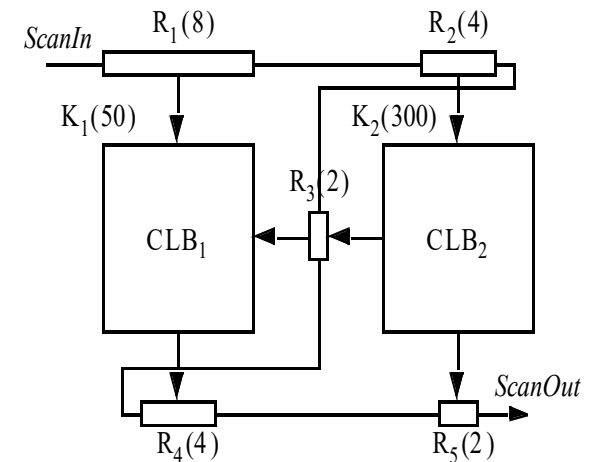 ScanIn
R₁(8)
R₂(4)
K₁(50)
K₂(300)
R₃(2)
CLB₁
CLB₂
ScanOut
R₄(4)
R₅(2)